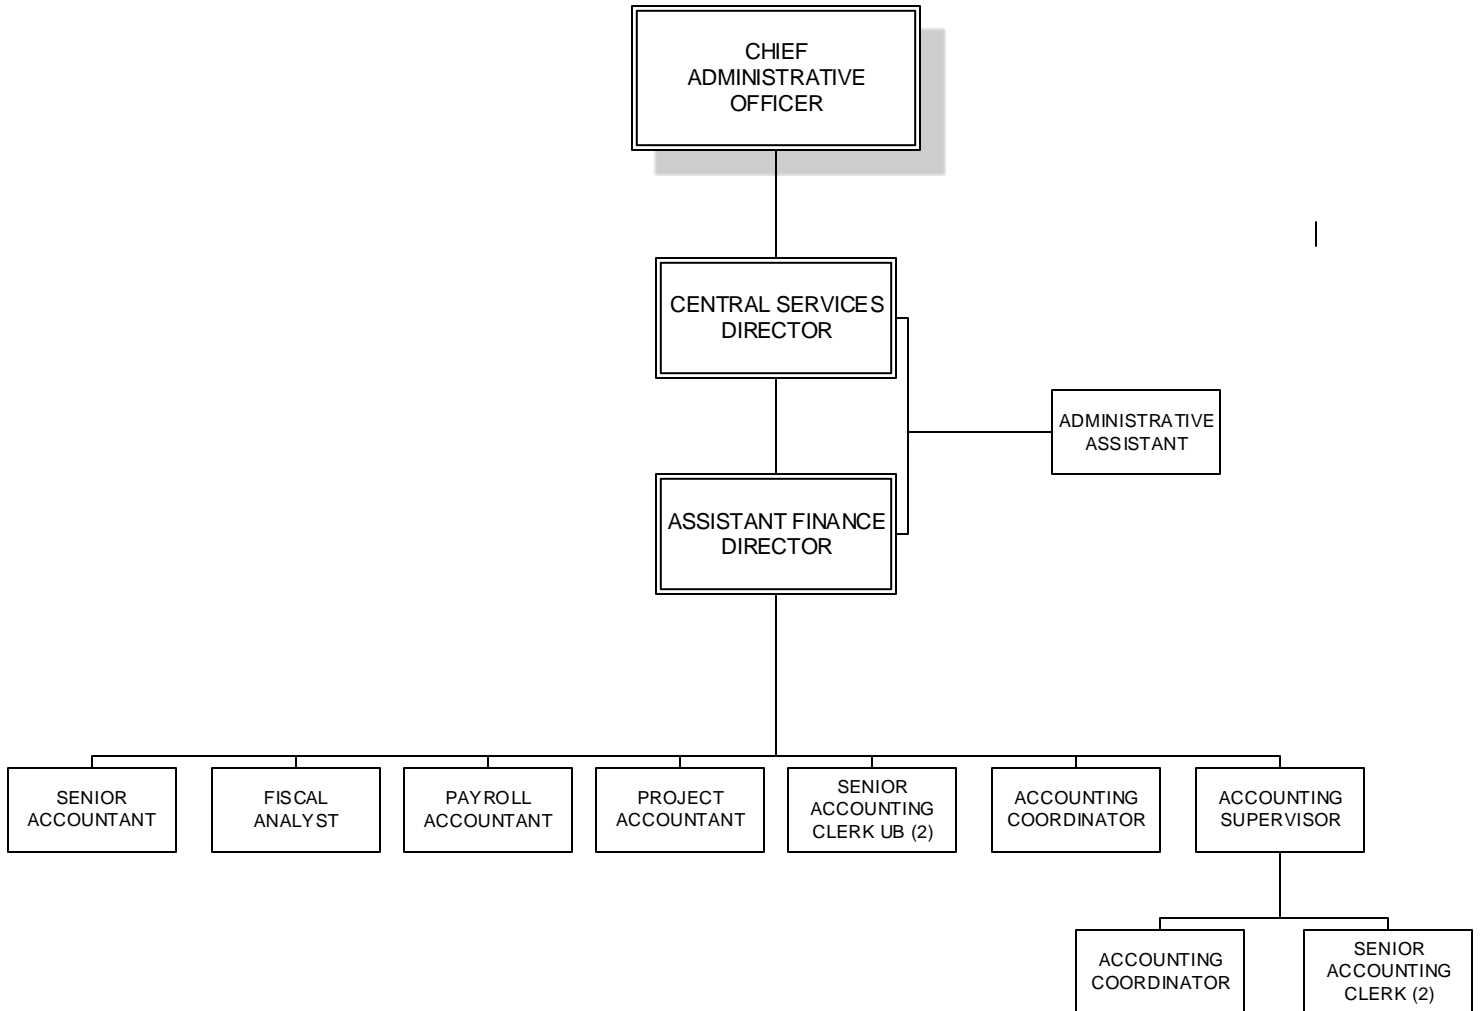 CHIEF
ADMINISTRATIVE
OFFICER
CENTRAL SERVICES
DIRECTOR
ADMINISTRATIVE
ASSISTANT
ASSISTANT FINANCE
DIRECTOR
SENIOR
ACCOUNTANT
FISCAL
ANALYST
PAYROLL
ACCOUNTANT
PROJECT
ACCOUNTANT
SENIOR
ACCOUNTING
CLERK UB (2)
ACCOUNTING
COORDINATOR
ACCOUNTING
SUPERVISOR
ACCOUNTING
COORDINATOR
SENIOR
ACCOUNTING
CLERK (2)